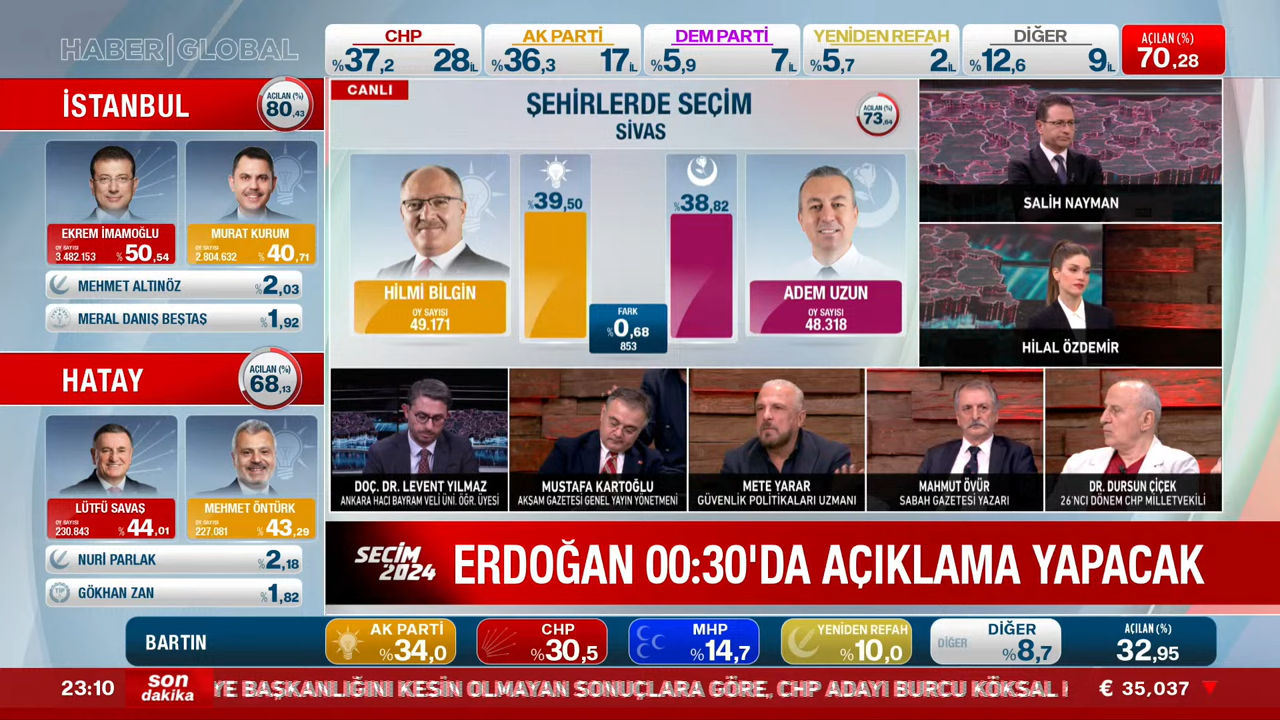 HABER|GLOBAL
CHP
%37,2 28İL
AK PARTİ
%36,3 17İL
DEM PARTİ
%5,9 7İL
YENİDEN REFAH
%5,7 2İL
DİĞER
%12,6 9İL
AÇILAN (%)
70,28
İSTANBUL
AÇILAN (%)
80,43
EKREM İMAMOĞLU
OY SAYISI
3.482.153 %50,54
MURAT KURUM
OY SAYISI
2.804.632 %40,71
MEHMET ALTINÖZ %2,03
MERAL DANIŞ BEŞTAŞ %1,92
HATAY
AÇILAN (%)
68,13
LÜTFÜ SAVAŞ
OY SAYISI
230.843 %44,01
MEHMET ÖNTÜRK
OY SAYISI
227.081 %43,29
NURİ PARLAK %2,18
TİP
GÖKHAN ZAN %1,82
CANLI
ŞEHİRLERDE SEÇİM
SİVAS
AÇILAN (%)
73,64
%39,50
%38,82
HİLMİ BİLGİN
OY SAYISI
49.171
FARK
%0,68
853
ADEM UZUN
OY SAYISI
48.318
SALİH NAYMAN
HİLAL ÖZDEMİR
DOÇ. DR. LEVENT YILMAZ
ANKARA HACI BAYRAM VELİ ÜNİ. ÖĞR. ÜYESİ
MUSTAFA KARTOĞLU
AKŞAM GAZETESİ GENEL YAYIN YÖNETMENİ
METE YARAR
GÜVENLİK POLİTİKALARI UZMANI
MAHMUT ÖVÜR
SABAH GAZETESİ YAZARI
DR. DURSUN ÇİÇEK
26'NCI DÖNEM CHP MİLLETVEKİLİ
SEÇİM
2024
ERDOĞAN 00:30'DA AÇIKLAMA YAPACAK
BARTIN
AK PARTİ
%34,0
CHP
%30,5
MHP
%14,7
YENİDEN REFAH
%10,0
DİĞER
DİĞER
%8,7
AÇILAN (%)
32,95
23:10
son
dakika
YE BAŞKANLIĞINI KESİN OLMAYAN SONUÇLARA GÖRE, CHP ADAYI BURCU KÖKSAL
€ 35,037